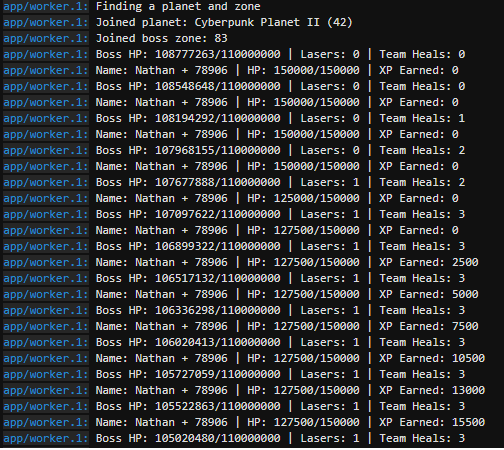 app/worker.1: Finding a planet and zone
app/worker.1: Joined planet: Cyberpunk Planet II (42)
app/worker.1: Joined boss zone: 83
app/worker.1: Boss HP: 108777263/110000000 | Lasers: 0 | Team Heals: 0
app/worker.1: Name: Nathan + 78906 | HP: 150000/150000 | XP Earned: 0
app/worker.1: Boss HP: 108548648/110000000 | Lasers: 0 | Team Heals: 0
app/worker.1: Name: Nathan + 78906 | HP: 150000/150000 | XP Earned: 0
app/worker.1: Boss HP: 108194292/110000000 | Lasers: 0 | Team Heals: 1
app/worker.1: Name: Nathan + 78906 | HP: 150000/150000 | XP Earned: 0
app/worker.1: Boss HP: 107968155/110000000 | Lasers: 0 | Team Heals: 2
app/worker.1: Name: Nathan + 78906 | HP: 150000/150000 | XP Earned: 0
app/worker.1: Boss HP: 107677888/110000000 | Lasers: 1 | Team Heals: 2
app/worker.1: Name: Nathan + 78906 | HP: 125000/150000 | XP Earned: 0
app/worker.1: Boss HP: 107097622/110000000 | Lasers: 1 | Team Heals: 3
app/worker.1: Name: Nathan + 78906 | HP: 127500/150000 | XP Earned: 0
app/worker.1: Boss HP: 106899322/110000000 | Lasers: 1 | Team Heals: 3
app/worker.1: Name: Nathan + 78906 | HP: 127500/150000 | XP Earned: 2500
app/worker.1: Boss HP: 106517132/110000000 | Lasers: 1 | Team Heals: 3
app/worker.1: Name: Nathan + 78906 | HP: 127500/150000 | XP Earned: 5000
app/worker.1: Boss HP: 106336298/110000000 | Lasers: 1 | Team Heals: 3
app/worker.1: Name: Nathan + 78906 | HP: 127500/150000 | XP Earned: 7500
app/worker.1: Boss HP: 106020413/110000000 | Lasers: 1 | Team Heals: 3
app/worker.1: Name: Nathan + 78906 | HP: 127500/150000 | XP Earned: 10500
app/worker.1: Boss HP: 105727059/110000000 | Lasers: 1 | Team Heals: 3
app/worker.1: Name: Nathan + 78906 | HP: 127500/150000 | XP Earned: 13000
app/worker.1: Boss HP: 105522863/110000000 | Lasers: 1 | Team Heals: 3
app/worker.1: Name: Nathan + 78906 | HP: 127500/150000 | XP Earned: 15500
app/worker.1: Boss HP: 105020480/110000000 | Lasers: 1 | Team Heals: 3